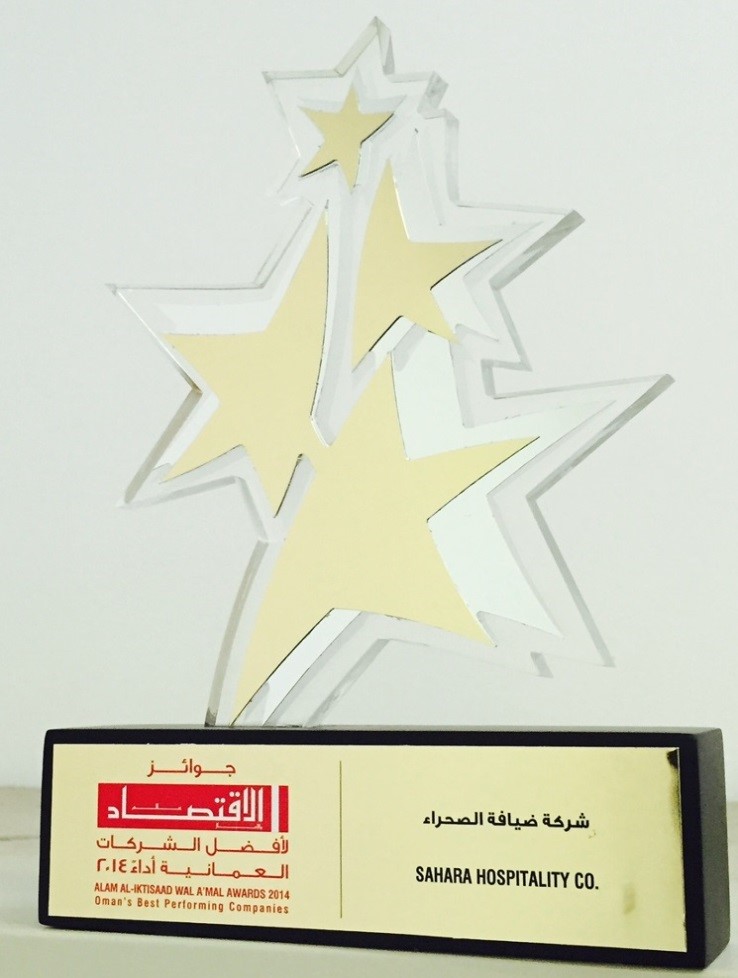 جوائز
الاقتصاد
لأفضل الشركات
العمانية أداءً ٢٠١٤
ALAM AL-IKTISAAD WAL A'MAL AWARDS 2014
Oman's Best Performing Companies
شركة ضيافة الصحراء
SAHARA HOSPITALITY CO.